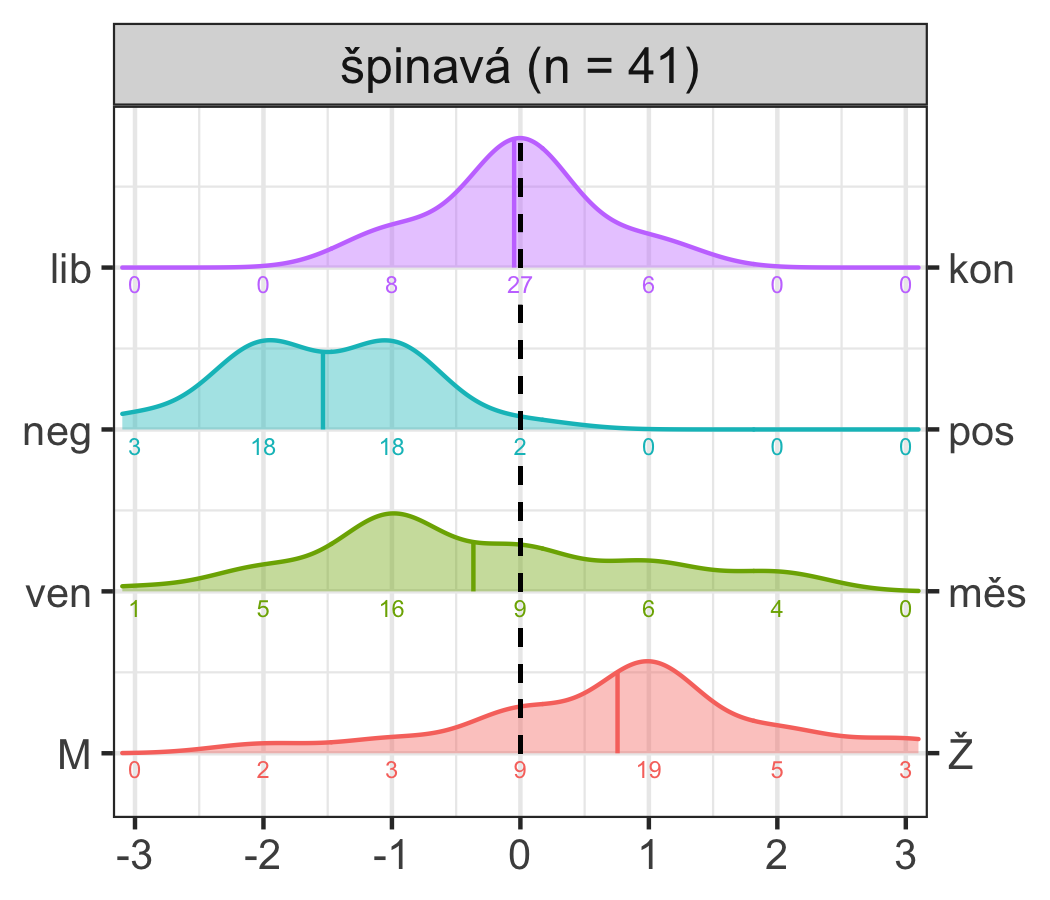 špinavá (n = 41)
lib kon
0 0 8 27 6 0 0
neg pos
3 18 18 2 0 0 0
ven měs
1 5 16 9 6 4 0
M Ž
0 2 3 9 19 5 3
-3 -2 -1 0 1 2 3